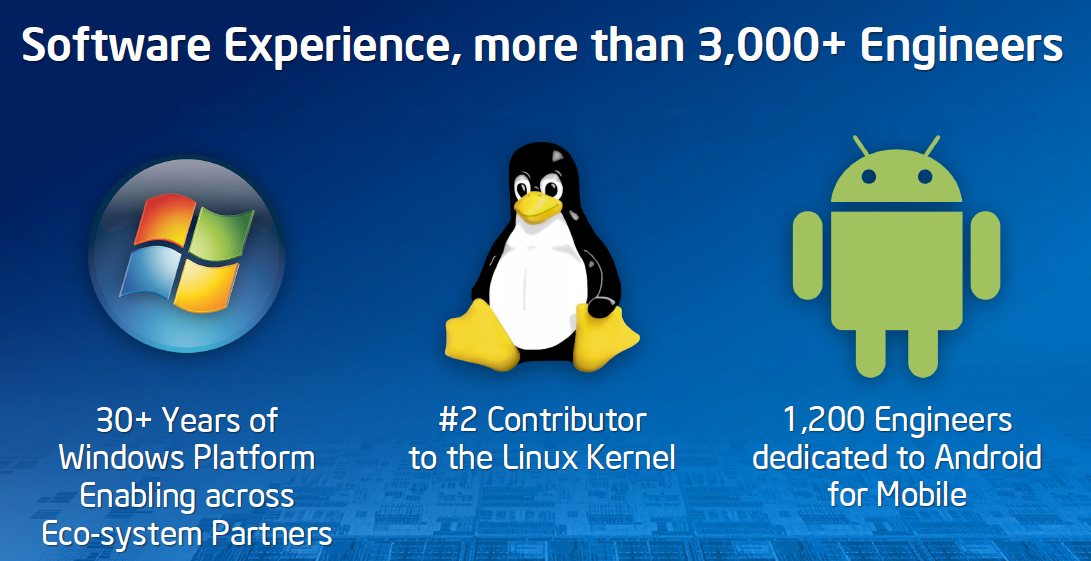 Software Experience, more than 3,000+ Engineers
30+ Years of
Windows Platform
Enabling across
Eco-system Partners
#2 Contributor
to the Linux Kernel
1,200 Engineers
dedicated to Android
for Mobile